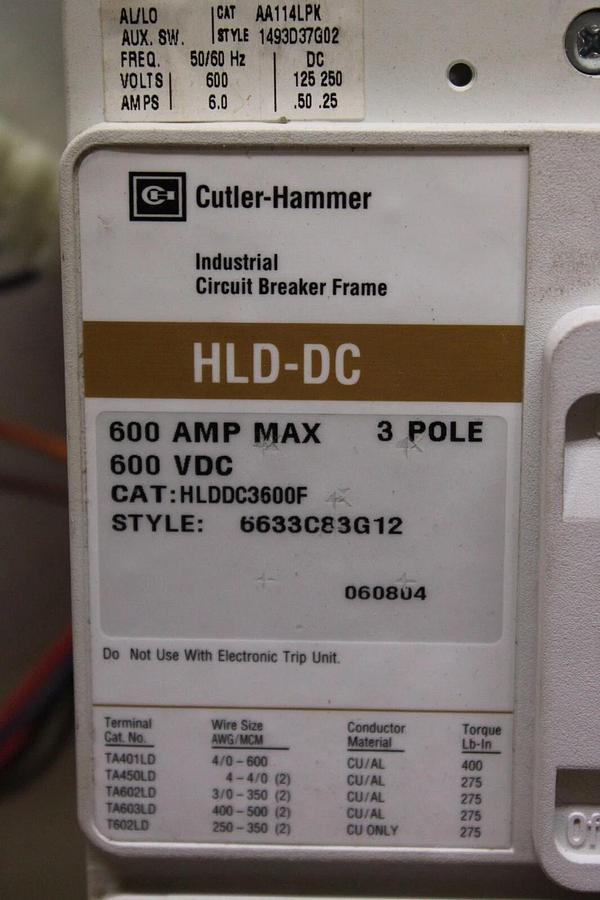 AL/LO CAT AA114LPK
AUX. SW. STYLE 1493D37G02
FREQ. 50/60 Hz DC
VOLTS 600 125 250
AMPS 6.0 .50 .25
Cutler-Hammer
Industrial
Circuit Breaker Frame
HLD-DC
600 AMP MAX 3 POLE
600 VDC
CAT:HLDDC3600F
STYLE: 6633C83G12
060804
Do Not Use With Electronic Trip Unit.
Terminal Wire Size Conductor Torque
Cat. No. AWG/MCM Material Lb-In
TA401LD 4/0-600 CU/AL 400
TA450LD 4-4/0 (2) CU/AL 275
TA602LD 3/0-350 (2) CU/AL 275
TA603LD 400-500 (2) CU/AL 275
T602LD 250-350 (2) CU ONLY 275
Off